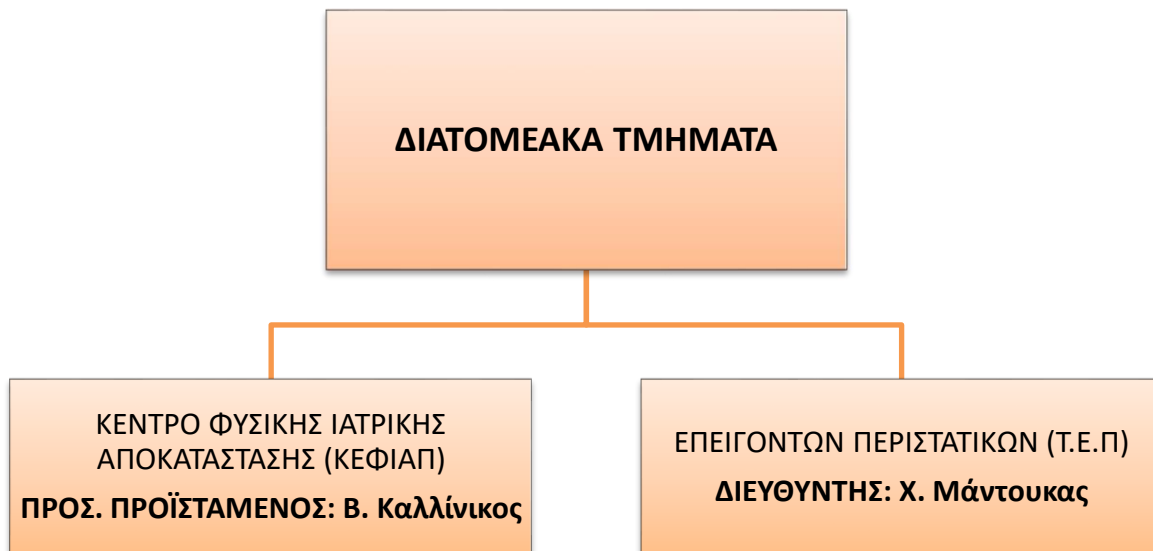 ΔΙΑΤΟΜΕΑΚΑ ΤΜΗΜΑΤΑ
ΚΕΝΤΡΟ ΦΥΣΙΚΗΣ ΙΑΤΡΙΚΗΣ
ΑΠΟΚΑΤΑΣΤΑΣΗΣ (ΚΕΦΙΑΠ)
ΠΡΟΣ. ΠΡΟΪΣΤΑΜΕΝΟΣ: Β. Καλλίνικος
ΕΠΕΙΓΟΝΤΩΝ ΠΕΡΙΣΤΑΤΙΚΩΝ (Τ.Ε.Π)
ΔΙΕΥΘΥΝΤΗΣ: Χ. Μάντουκας